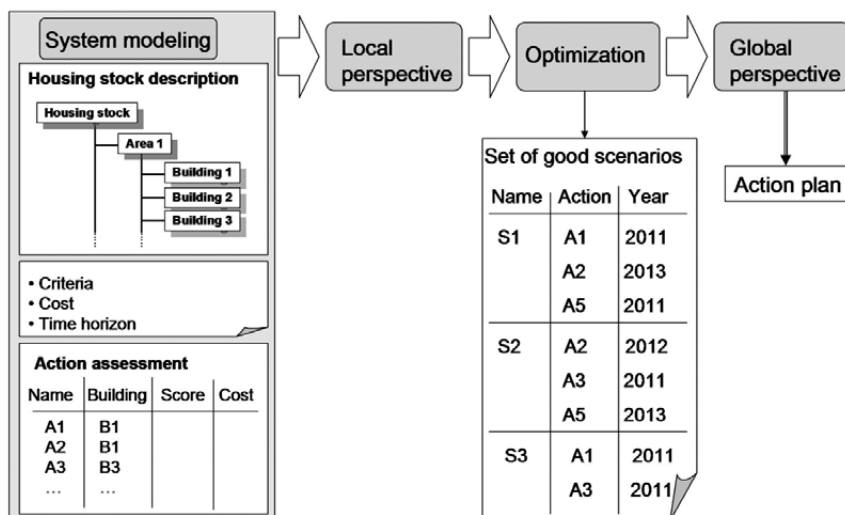 System modeling
Housing stock description
Housing stock
Area 1
Building 1
Building 2
Building 3
• Criteria
• Cost
• Time horizon
Action assessment
Name Building Score Cost
A1 B1
A2 B1
A3 B3
... ...
Local
perspective
Optimization
Global
perspective
Set of good scenarios
Name Action Year
S1 A1 2011
A2 2013
A5 2011
S2 A2 2012
A3 2011
A5 2013
S3 A1 2011
A3 2011
Action plan